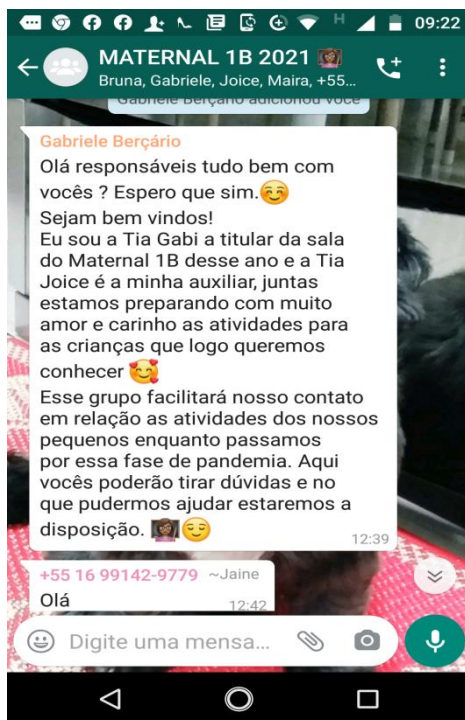 H 09:22
MATERNAL 1B 2021 👩🏾‍🏫
Bruna, Gabriele, Joice, Maira, +55...
Gabriele Berçário adicionou você
Gabriele Berçário
Olá responsáveis tudo bem com
vocês ? Espero que sim.☺️
Sejam bem vindos!
Eu sou a Tia Gabi a titular da sala
do Maternal 1B desse ano e a Tia
Joice é a minha auxiliar, juntas
estamos preparando com muito
amor e carinho as atividades para
as crianças que logo queremos
conhecer 🥰
Esse grupo facilitará nosso contato
em relação as atividades dos nossos
pequenos enquanto passamos
por essa fase de pandemia. Aqui
vocês poderão tirar dúvidas e no
que pudermos ajudar estaremos a
disposição. 👩🏾‍🏫😌
12:39
+55 16 99142-9779 ~Jaine
Olá
12:42
Digite uma mensa...